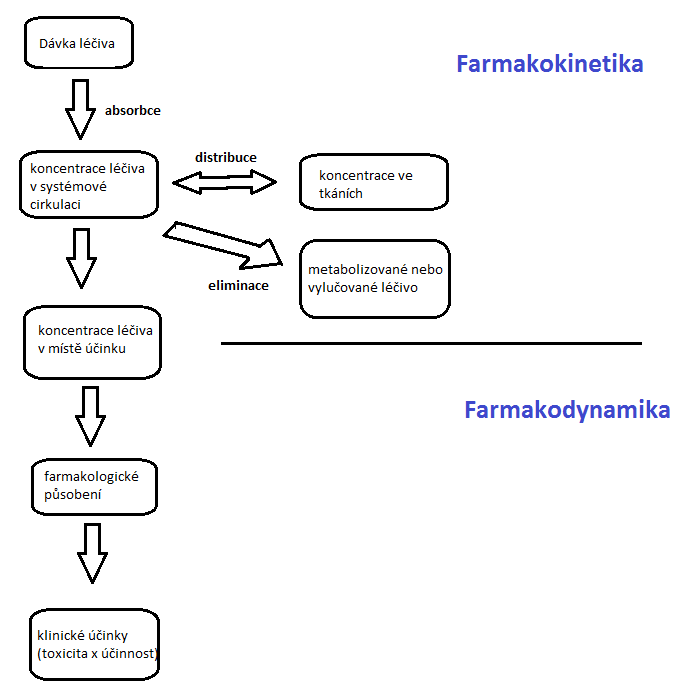 Dávka léčiva
Farmakokinetika
absorbce
koncentrace léčiva
v systémové
cirkulaci
distribuce
koncentrace ve
tkáních
eliminace
metabolizované nebo
vylučované léčivo
koncentrace léčiva
v místě účinku
Farmakodynamika
farmakologické
působení
klinické účinky
(toxicita x účinnost)